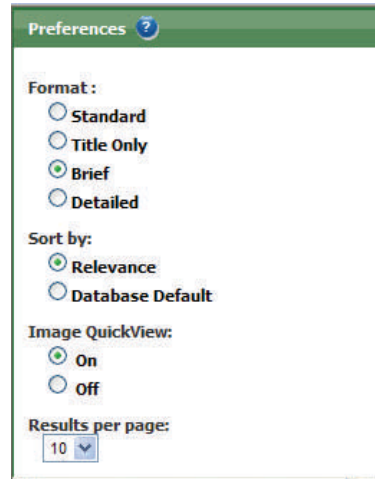 Preferences ?
Format :
Standard
Title Only
Brief
Detailed
Sort by:
Relevance
Database Default
Image QuickView:
On
Off
Results per page:
10